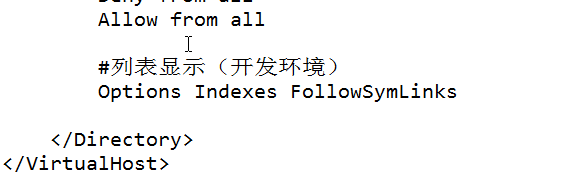 Allow from all
#列表显示（开发环境）
Options Indexes FollowSymLinks
</Directory>
</VirtualHost>